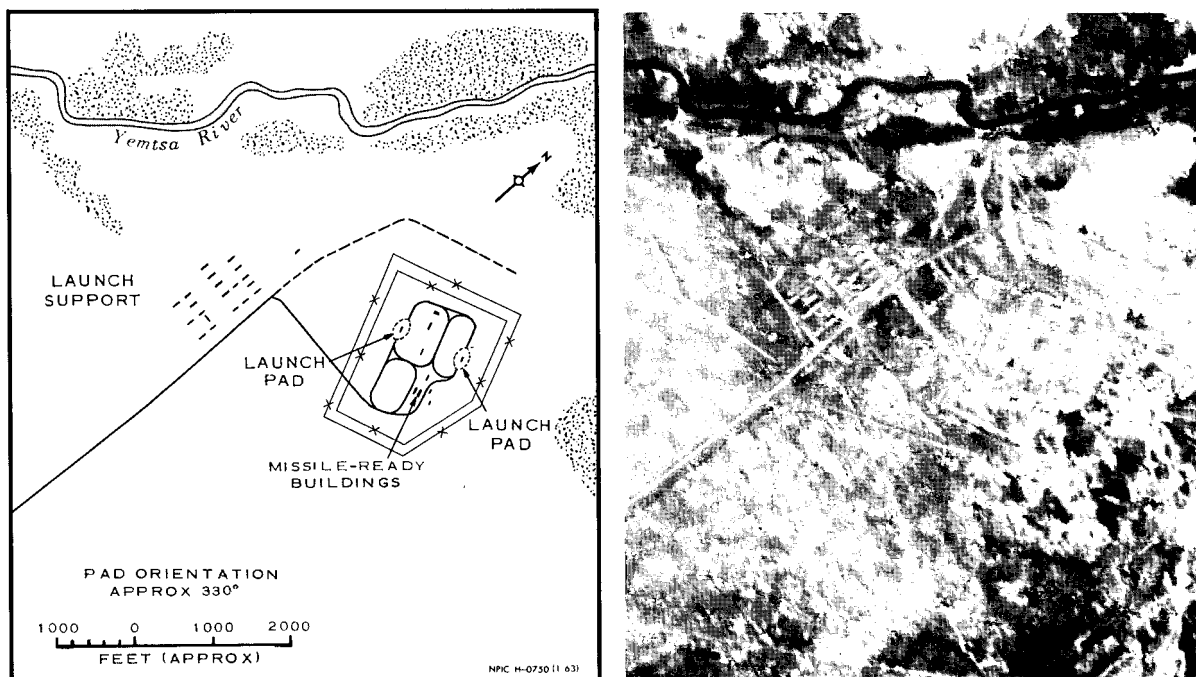 Yemtsa River
N
LAUNCH
SUPPORT
LAUNCH
PAD
LAUNCH
PAD
MISSILE-READY
BUILDINGS
PAD ORIENTATION
APPROX 330°
1000 0 1000 2000
FEET (APPROX)
NPIC H-0750 (1 63)